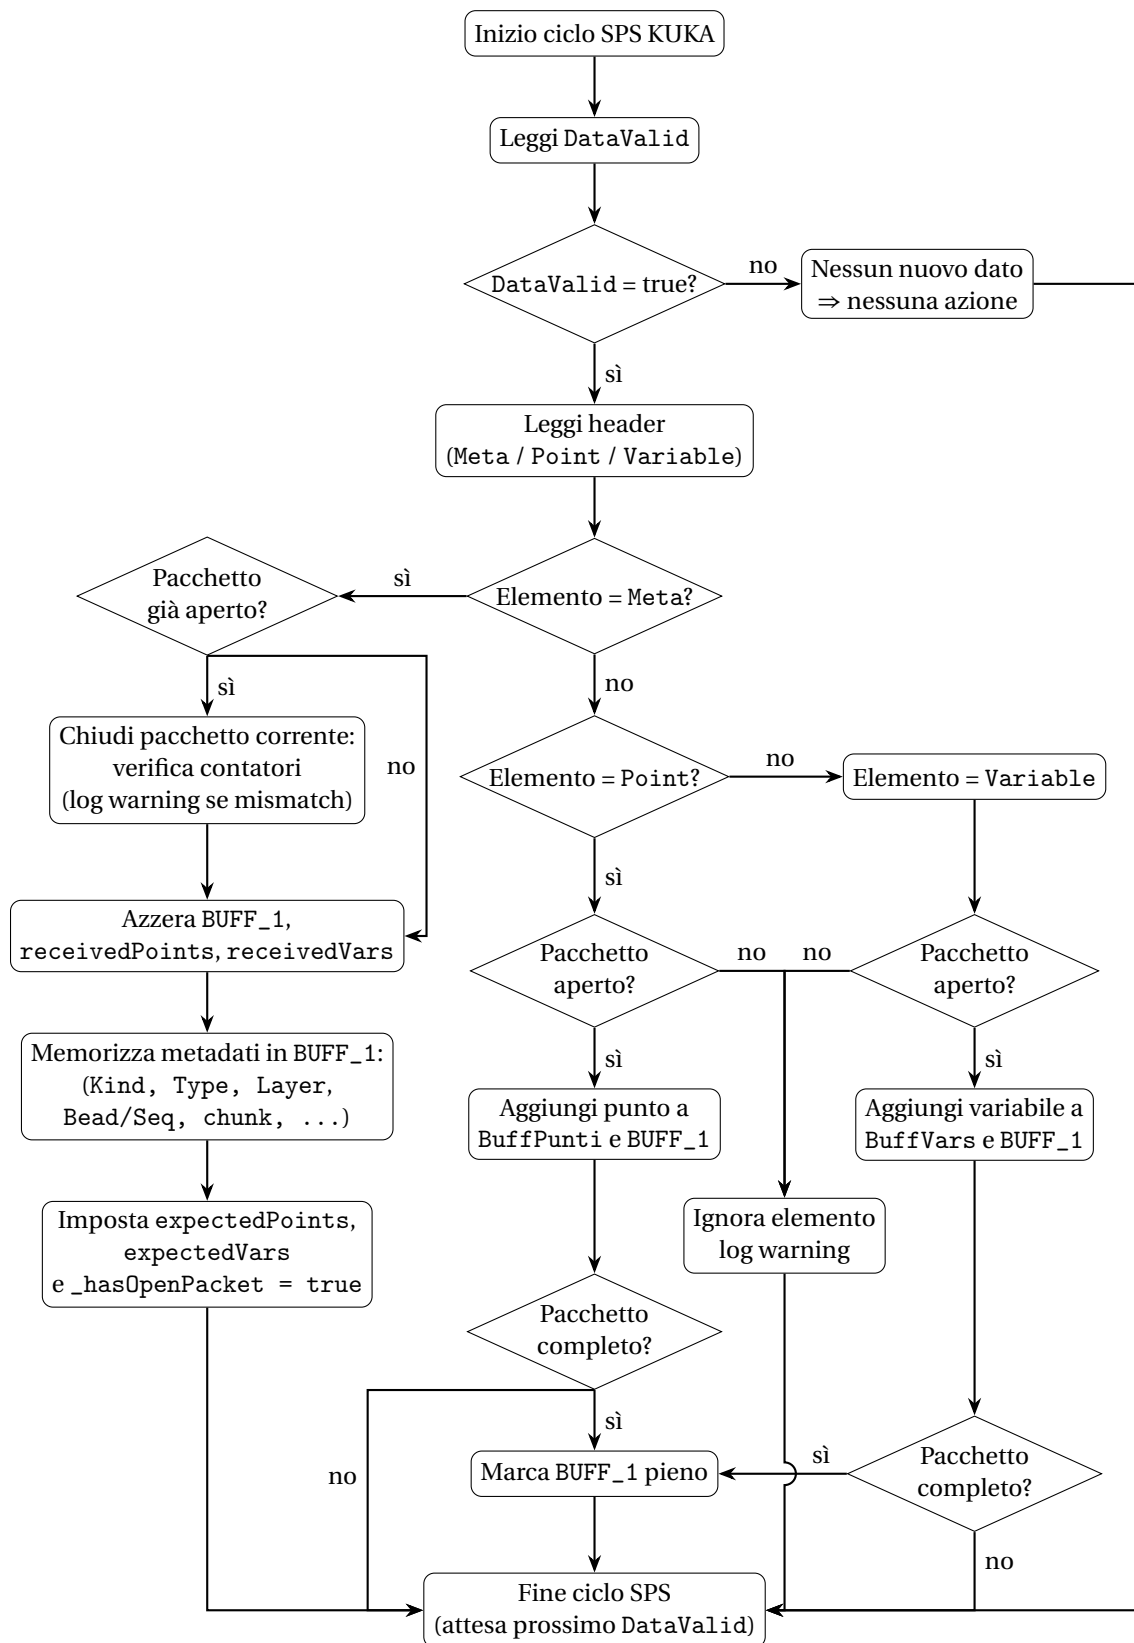 Inizio ciclo SPS KUKA
Leggi DataValid
DataValid = true?
no
Nessun nuovo dato
⇒ nessuna azione
sì
Leggi header
(Meta / Point / Variable)
Elemento = Meta?
sì
Pacchetto
già aperto?
no
sì
Chiudi pacchetto corrente:
verifica contatori
(log warning se mismatch)
no
Azzera BUFF_1,
receivedPoints, receivedVars
Memorizza metadati in BUFF_1:
(Kind, Type, Layer,
Bead/Seq, chunk, ...)
Imposta expectedPoints,
expectedVars
e _hasOpenPacket = true
Elemento = Point?
no
Elemento = Variable
sì
Pacchetto
aperto?
no
no
Pacchetto
aperto?
sì
sì
Aggiungi punto a
BuffPunti e BUFF_1
Aggiungi variabile a
BuffVars e BUFF_1
Ignora elemento
log warning
Pacchetto
completo?
sì
no
Marca BUFF_1 pieno
sì
Pacchetto
completo?
no
Fine ciclo SPS
(attesa prossimo DataValid)